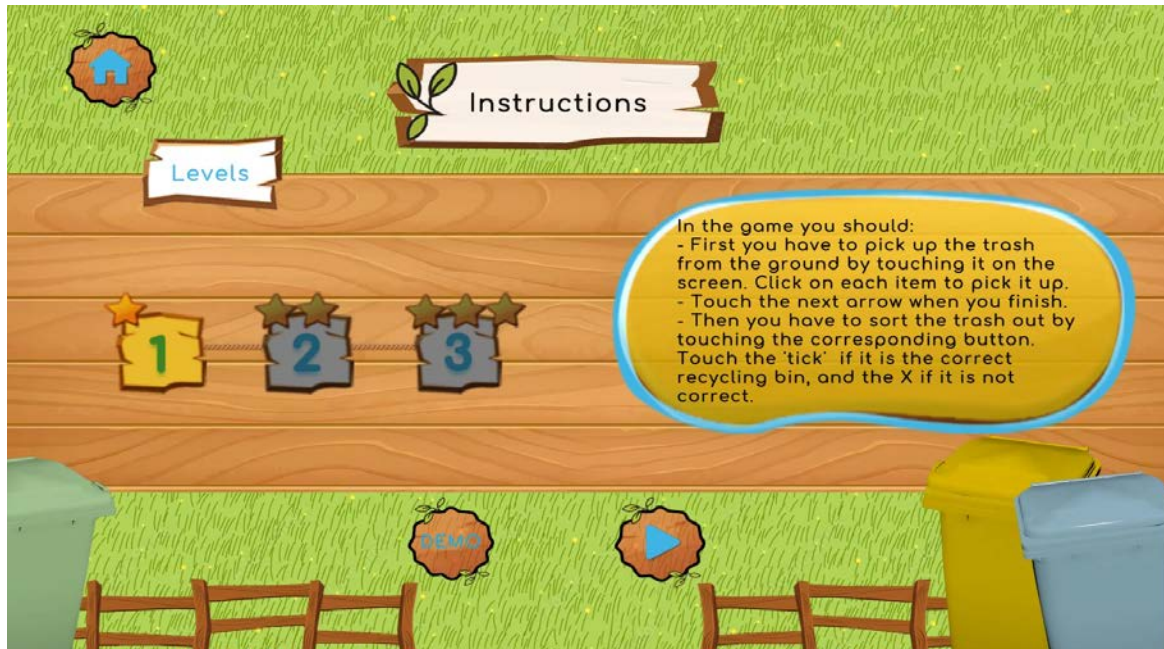 Instructions
Levels
1
2
3
In the game you should:
- First you have to pick up the trash
from the ground by touching it on the
screen. Click on each item to pick it up.
- Touch the next arrow when you finish.
- Then you have to sort the trash out by
touching the corresponding button.
Touch the 'tick'  if it is the correct
recycling bin, and the X if it is not
correct.
DEMO